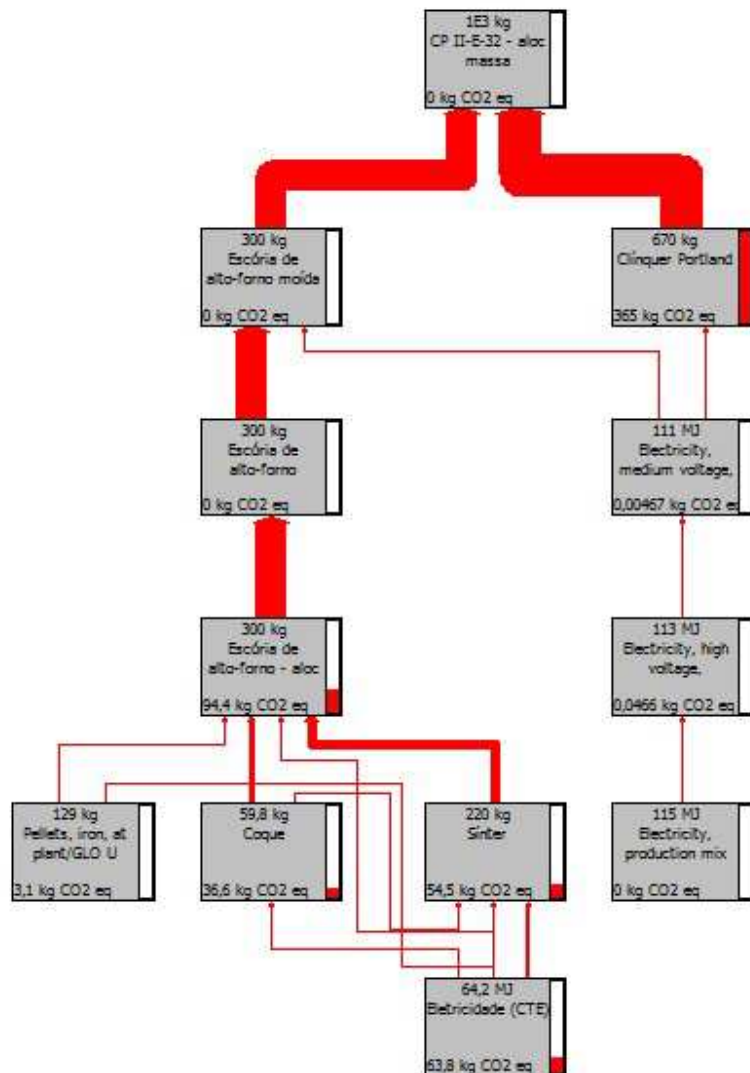 1E3 kg
CP II-E-32 - aloc
massa
0 kg CO2 eq
300 kg
Escória de
alto-forno moída
0 kg CO2 eq
670 kg
Clínquer Portland
365 kg CO2 eq
300 kg
Escória de
alto-forno
0 kg CO2 eq
111 MJ
Electricity,
medium voltage,
0,00467 kg CO2 eq
300 kg
Escória de
alto-forno - aloc
94,4 kg CO2 eq
113 MJ
Electricity, high
voltage,
0,0466 kg CO2 eq
129 kg
Pellets, iron, at
plant/GLO U
3,1 kg CO2 eq
59,8 kg
Coque
36,6 kg CO2 eq
220 kg
Sínter
54,5 kg CO2 eq
115 MJ
Electricity,
production mix
0 kg CO2 eq
64,2 MJ
Eletricidade (CTE)
63,8 kg CO2 eq